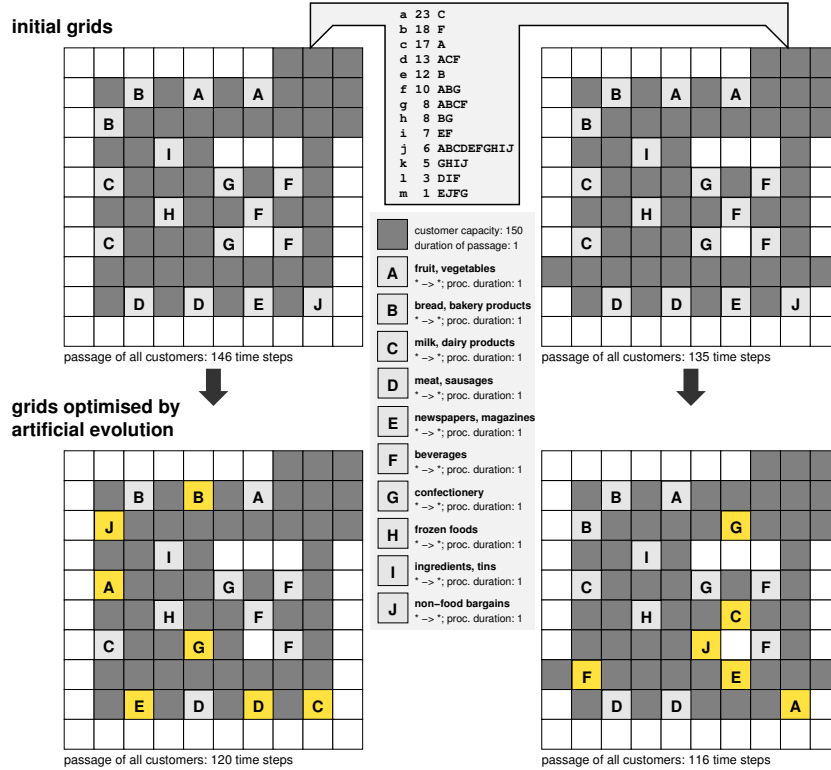 initial grids
a 23 C
b 18 F
c 17 A
d 13 ACF
e 12 B
f 10 ABG
g 8 ABCF
h 8 BG
i 7 EF
j 6 ABCDEFGHIJ
k 5 GHIJ
l 3 DIF
m 1 EJFG
B A A
B
I
C G F
H F
C G F
D D E J
passage of all customers: 146 time steps
B A A
B
I
C G F
H F
C G F
D D E J
passage of all customers: 135 time steps
customer capacity: 150
duration of passage: 1
A fruit, vegetables
* −> *; proc. duration: 1
B bread, bakery products
* −> *; proc. duration: 1
C milk, dairy products
* −> *; proc. duration: 1
D meat, sausages
* −> *; proc. duration: 1
E newspapers, magazines
* −> *; proc. duration: 1
F beverages
* −> *; proc. duration: 1
G confectionery
* −> *; proc. duration: 1
H frozen foods
* −> *; proc. duration: 1
I ingredients, tins
* −> *; proc. duration: 1
J non−food bargains
* −> *; proc. duration: 1
grids optimised by
artificial evolution
B B A
J
I
A G F
H F
C G F
E D D C
passage of all customers: 120 time steps
B A
B G
I
C G F
H C
J F
F E
D D A
passage of all customers: 116 time steps